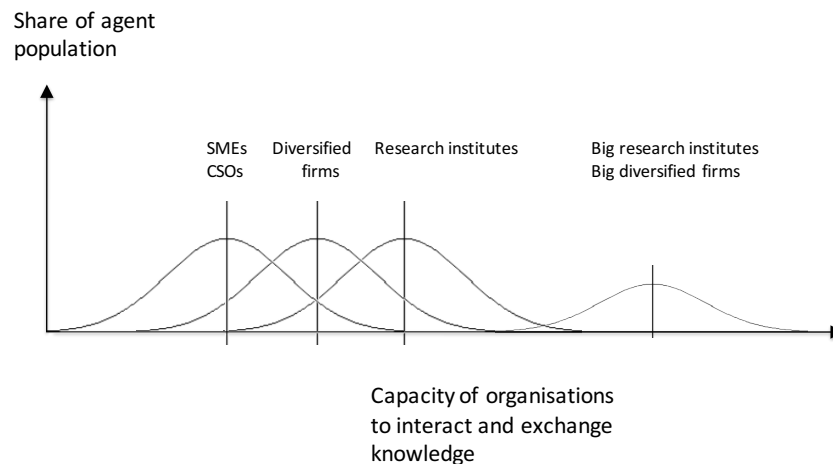 Share of agent
population
SMEs
CSOs
Diversified
firms
Research institutes
Big research institutes
Big diversified firms
Capacity of organisations
to interact and exchange
knowledge